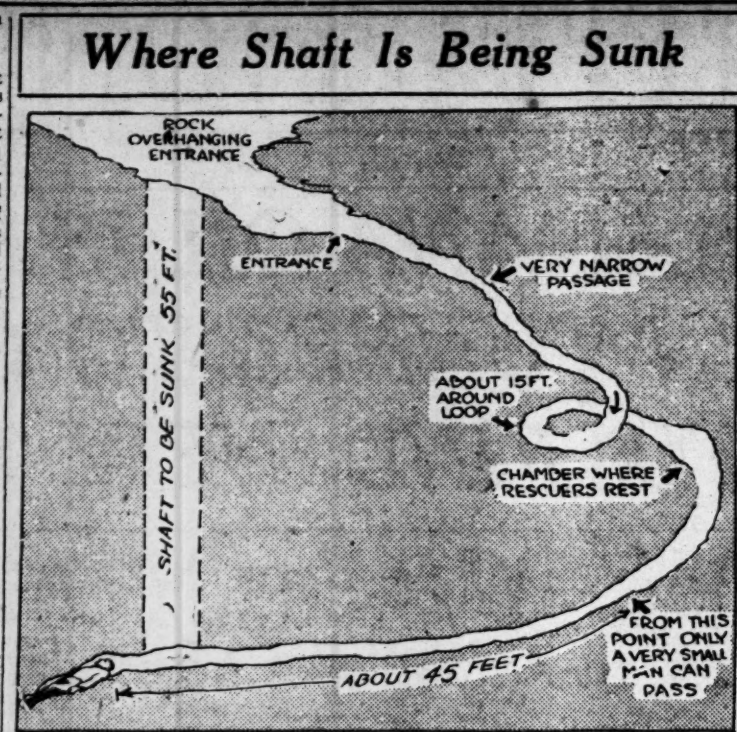 Where Shaft Is Being Sunk
ROCK
OVERHANGING
ENTRANCE
ENTRANCE
VERY NARROW
PASSAGE
SHAFT TO BE SUNK 55 FT.
ABOUT 15 FT.
AROUND
LOOP
CHAMBER WHERE
RESCUERS REST
FROM THIS
POINT ONLY
A VERY SMALL
MAN CAN
PASS
ABOUT 45 FEET